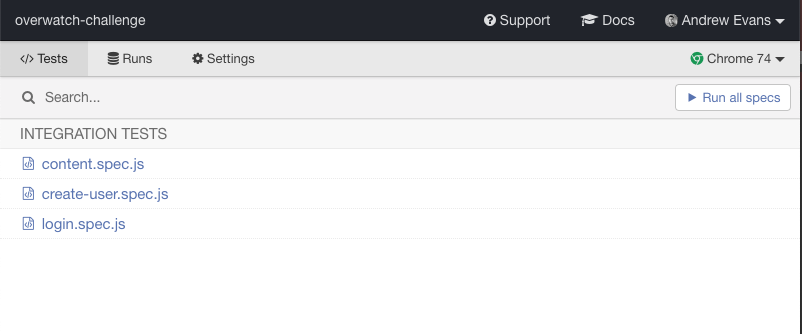 overwatch-challenge Support Docs Andrew Evans
Tests Runs Settings Chrome 74
Search... Run all specs
INTEGRATION TESTS
content.spec.js
create-user.spec.js
login.spec.js